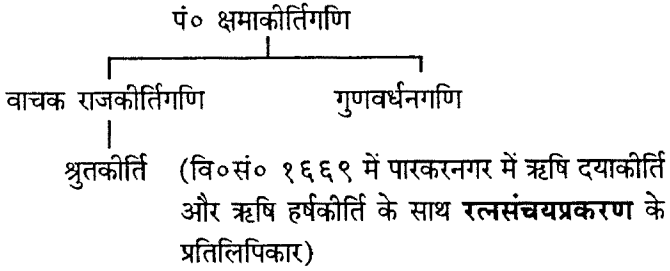 पं० क्षमाकीर्तिगणि
वाचक राजकीर्तिगणि गुणवर्धनगणि
श्रुतकीर्ति (वि०सं० १६६९ में पारकरनगर में ऋषि दयाकीर्ति
और ऋषि हर्षकीर्ति के साथ रत्नसंचयप्रकरण के
प्रतिलिपिकार)